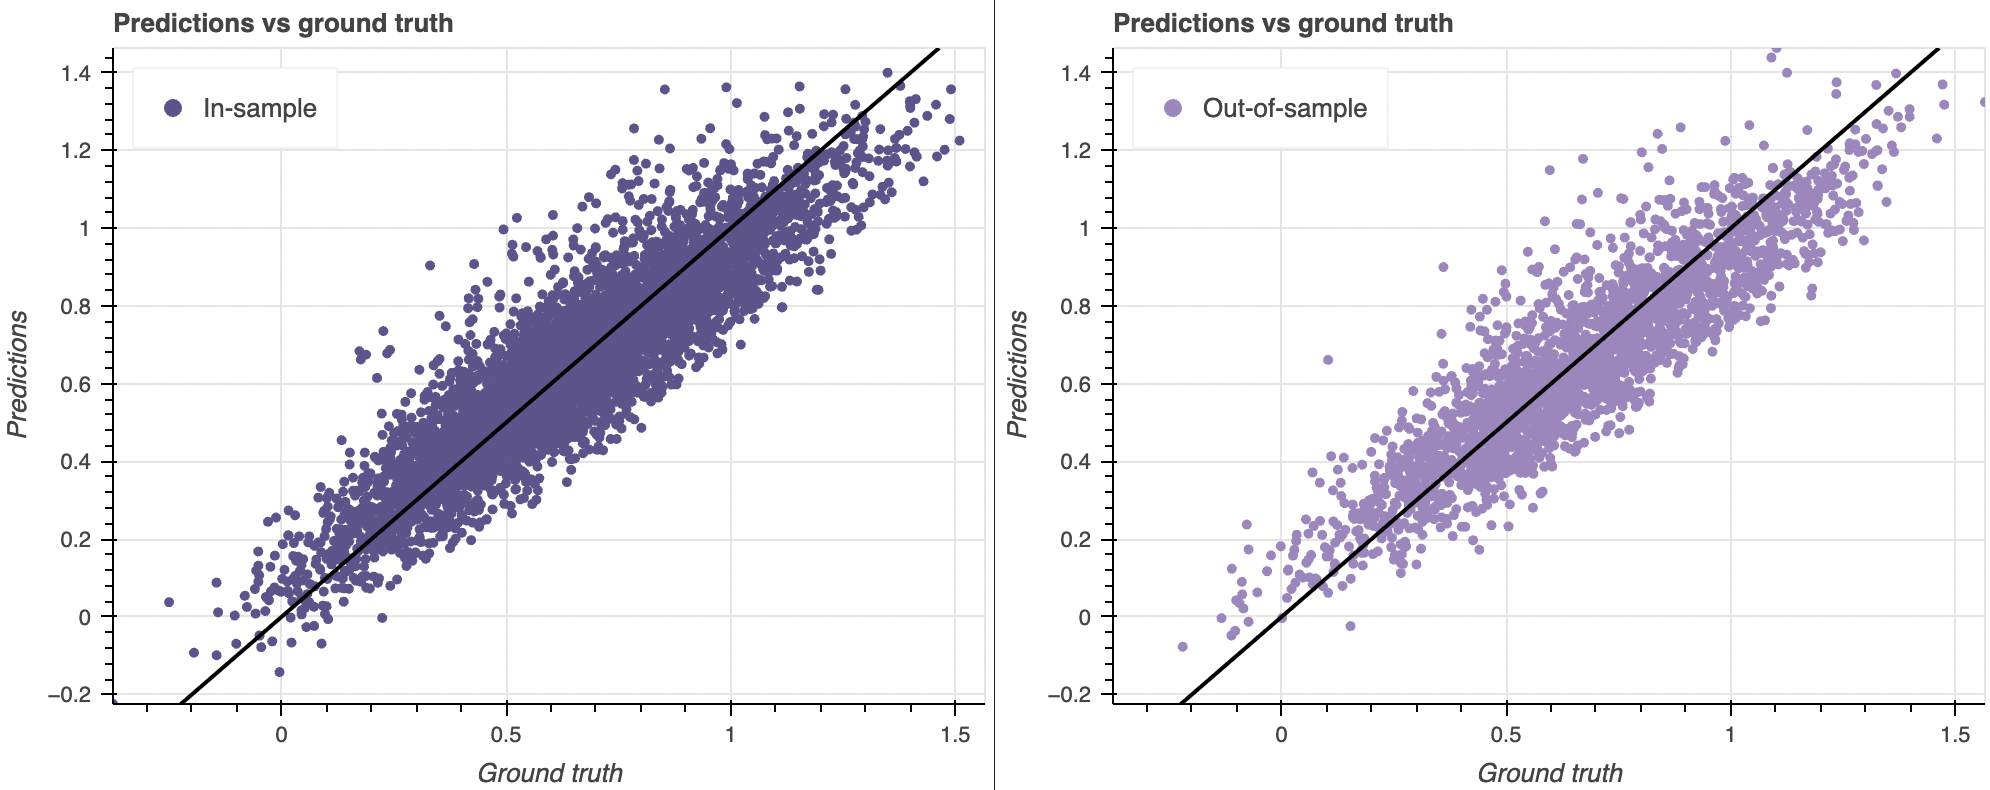 Predictions vs ground truth
In-sample
1.4
1.2
1
0.8
0.6
0.4
0.2
0
−0.2
Predictions
0 0.5 1 1.5
Ground truth
Predictions vs ground truth
Out-of-sample
1.4
1.2
1
0.8
0.6
0.4
0.2
0
−0.2
Predictions
0 0.5 1 1.5
Ground truth